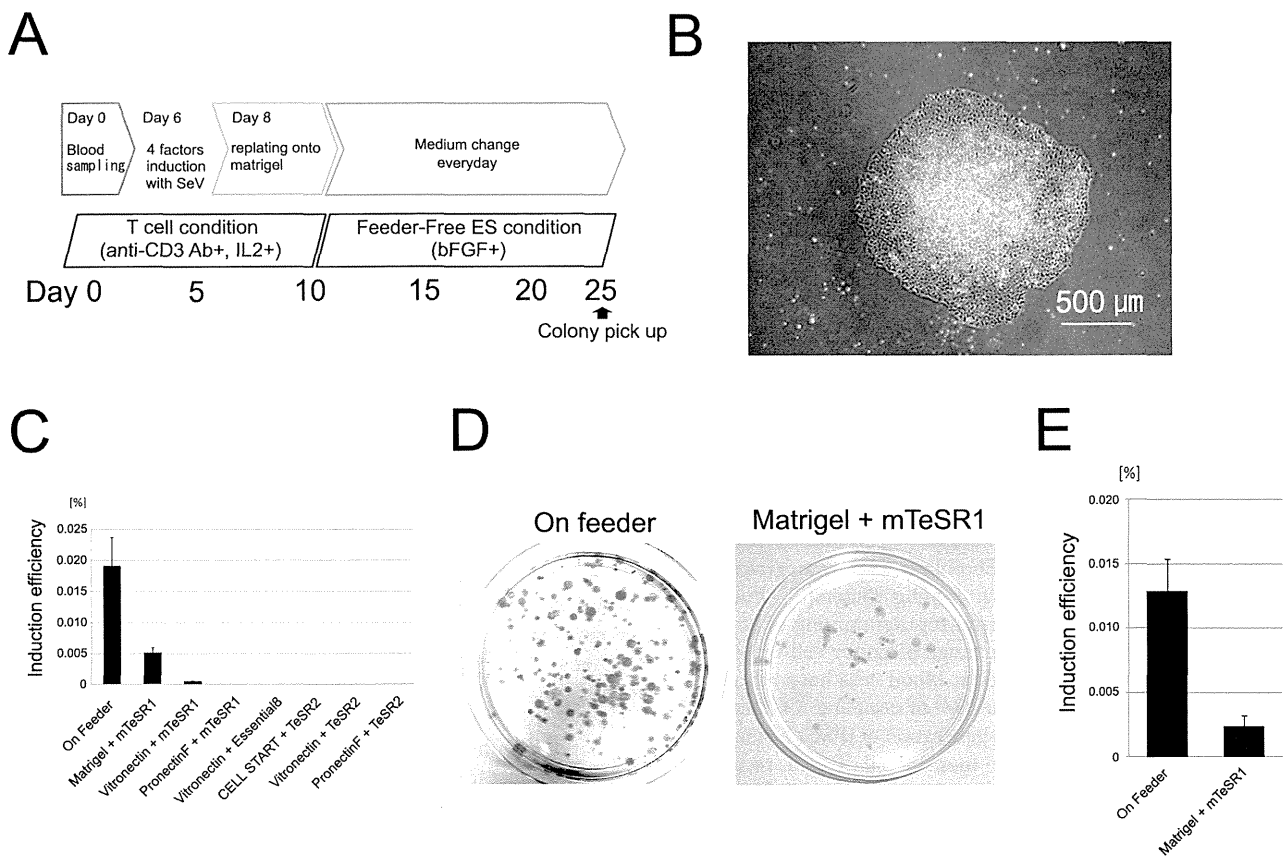 A
Day 0
Blood
sampling
Day 6
4 factors
induction
with SeV
Day 8
replating onto
matrigel
Medium change
everyday
T cell condition
(anti-CD3 Ab+, IL2+)
Feeder-Free ES condition
(bFGF+)
Day 0 5 10 15 20 25
Colony pick up
B
500 μm
C
[%]
Induction efficiency
0.025
0.020
0.015
0.010
0.005
0
On Feeder
Matrigel + mTeSR1
Vitronectin + mTeSR1
PronectinF + mTeSR1
Vitronectin + Essential8
CELL START + TeSR2
Vitronectin + TeSR2
PronectinF + TeSR2
D
On feeder
Matrigel + mTeSR1
E
[%]
Induction efficiency
0.020
0.015
0.010
0.005
0
On Feeder
Matrigel + mTeSR1